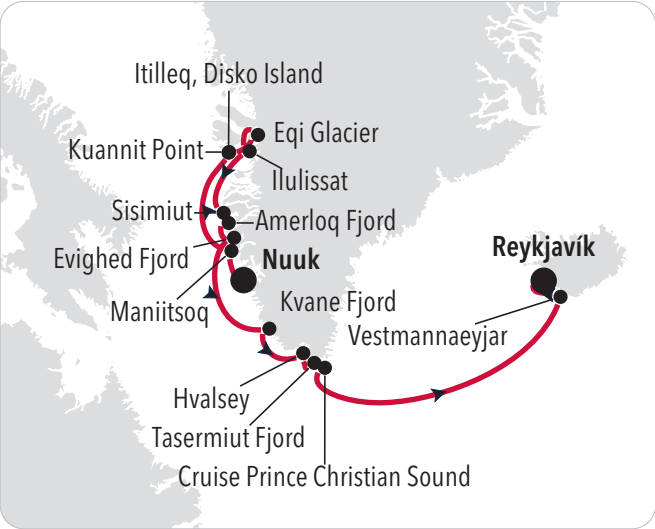 Itilleq, Disko Island
Eqi Glacier
Kuannit Point
Ilulissat
Sisimiut
Amerloq Fjord
Evighed Fjord
Nuuk
Reykjavík
Maniitsoq
Kvane Fjord
Vestmannaeyjar
Hvalsey
Tasermiut Fjord
Cruise Prince Christian Sound